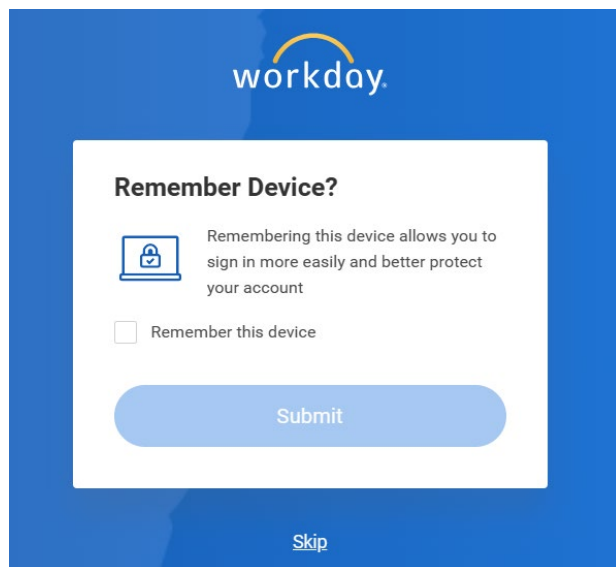 workday.
Remember Device?
Remembering this device allows you to
sign in more easily and better protect
your account
Remember this device
Submit
Skip